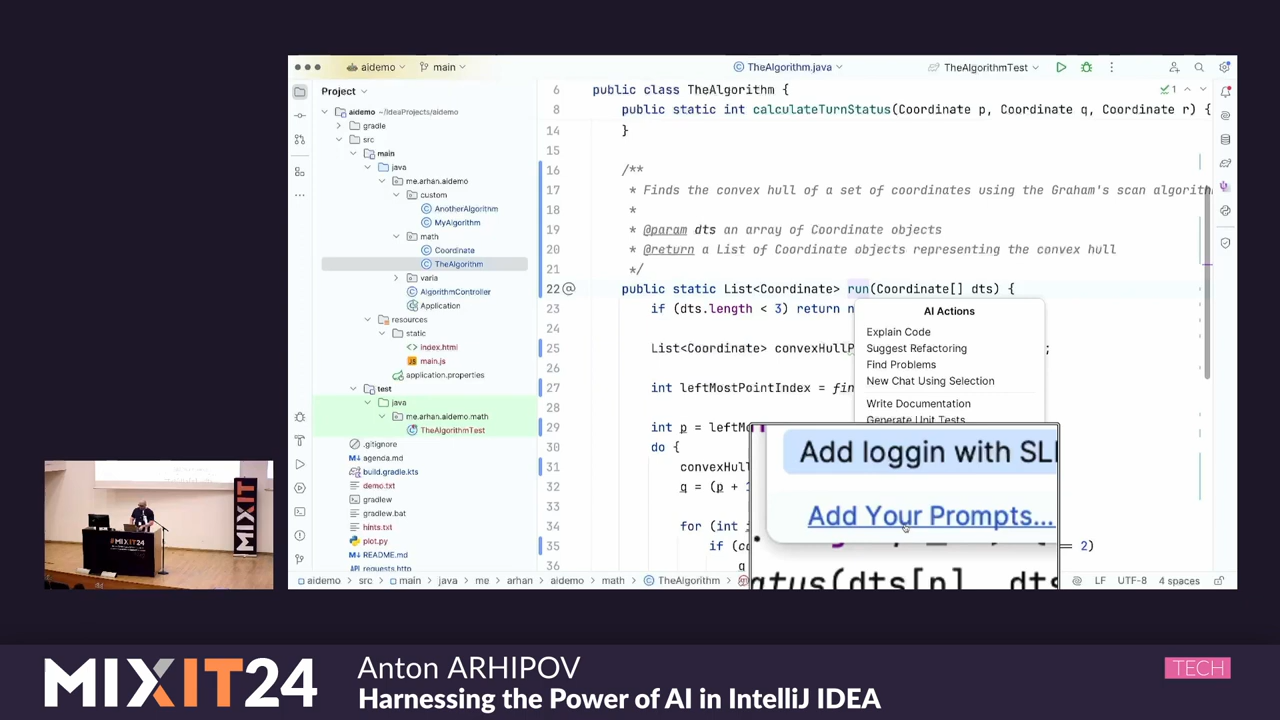 aidemo
main
TheAlgorithm.java
TheAlgorithmTest
Project
aidemo ~/IdeaProjects/aidemo
gradle
src
main
java
me.arhan.aidemo
custom
AnotherAlgorithm
MyAlgorithm
math
Coordinate
TheAlgorithm
varia
AlgorithmController
Application
resources
static
index.html
main.js
application.properties
test
java
me.arhan.aidemo.math
TheAlgorithmTest
.gitignore
agenda.md
build.gradle.kts
demo.txt
gradlew
gradlew.bat
hints.txt
plot.py
README.md
requests.http
6 public class TheAlgorithm {
1
8 public static int calculateTurnStatus(Coordinate p, Coordinate q, Coordinate r) {
14 }
15
16 /**
17 * Finds the convex hull of a set of coordinates using the Graham's scan algorith
18 *
19 * @param dts an array of Coordinate objects
20 * @return a List of Coordinate objects representing the convex hull
21 */
22 @ public static List<Coordinate> run(Coordinate[] dts) {
23 if (dts.length < 3) return n
24
25 List<Coordinate> convexHullP ;
26
27 int leftMostPointIndex = fin
28
29 int p = leftMo
30 do {
31 convexHull
32 q = (p + 1
33
34 for (int i
35 if (co == 2)
36 q
AI Actions
Explain Code
Suggest Refactoring
Find Problems
New Chat Using Selection
Write Documentation
Generate Unit Tests
Add loggin with SL
Add Your Prompts...
atus(dts[p], dts
aidemo > src > main > java > me > arhan > aidemo > math > TheAlgorithm >
LF UTF-8 4 spaces
MIXIT
#MIXIT24
MIXIT24
Anton ARHIPOV
Harnessing the Power of AI in IntelliJ IDEA
TECH